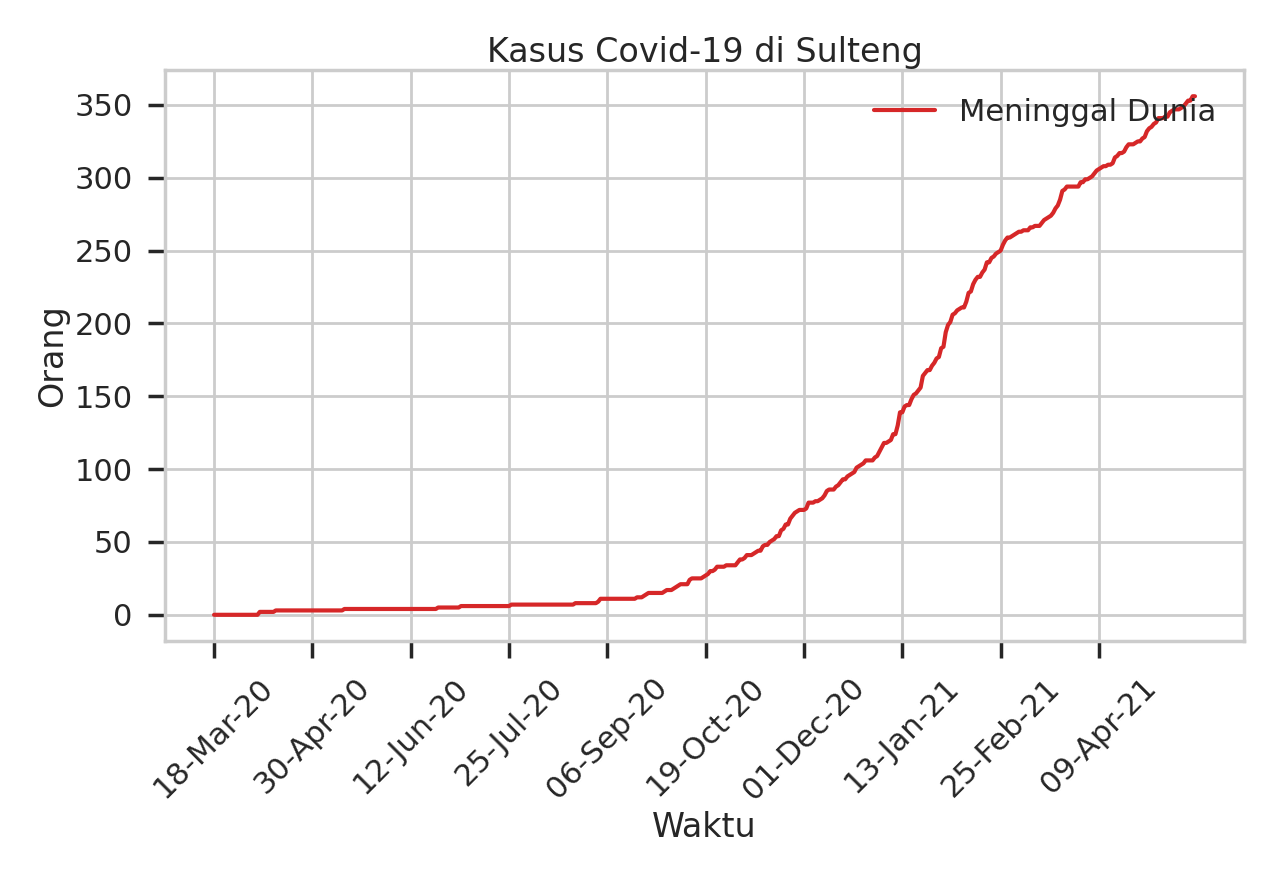 Kasus Covid-19 di Sulteng
Meninggal Dunia
Orang
350
300
250
200
150
100
50
0
18-Mar-20
30-Apr-20
12-Jun-20
25-Jul-20
06-Sep-20
19-Oct-20
01-Dec-20
13-Jan-21
25-Feb-21
09-Apr-21
Waktu